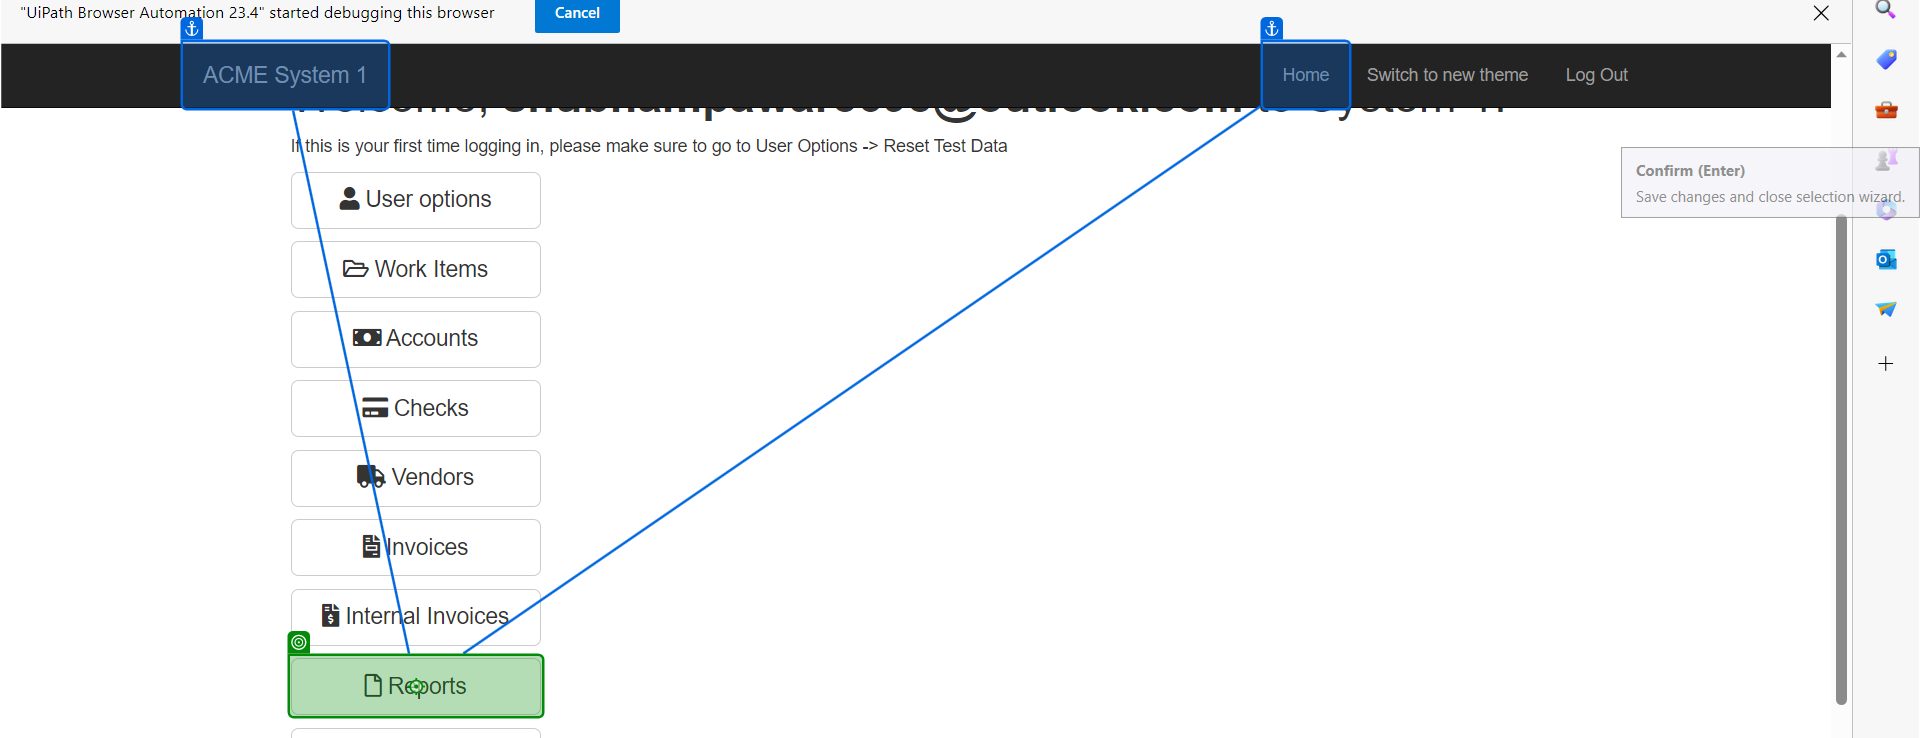 "UiPath Browser Automation 23.4" started debugging this browser
Cancel
ACME System 1
Home
Switch to new theme
Log Out
If this is your first time logging in, please make sure to go to User Options -> Reset Test Data
Confirm (Enter)
Save changes and close selection wizard.
User options
Work Items
Accounts
Checks
Vendors
Invoices
Internal Invoices
Reports